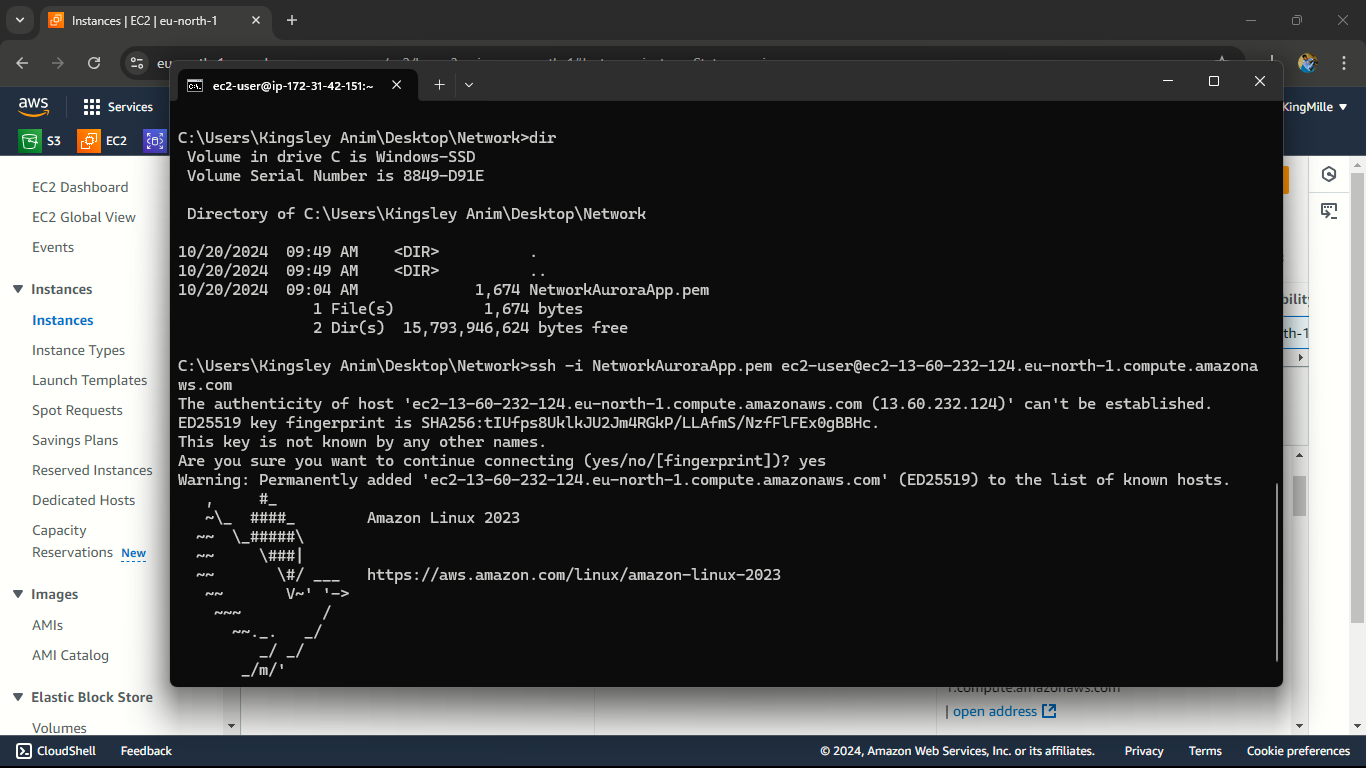 Instances | EC2 | eu-north-1
ec2-user@ip-172-31-42-151:~
aws
Services
KingMille
S3
EC2
EC2 Dashboard
EC2 Global View
Events
Instances
Instances
Instance Types
Launch Templates
Spot Requests
Savings Plans
Reserved Instances
Dedicated Hosts
Capacity
Reservations New
Images
AMIs
AMI Catalog
Elastic Block Store
Volumes
C:\Users\Kingsley Anim\Desktop\Network>dir
Volume in drive C is Windows-SSD
Volume Serial Number is 8849-D91E
Directory of C:\Users\Kingsley Anim\Desktop\Network
10/20/2024  09:49 AM    <DIR>          .
10/20/2024  09:49 AM    <DIR>          ..
10/20/2024  09:04 AM             1,674 NetworkAuroraApp.pem
               1 File(s)          1,674 bytes
               2 Dir(s)  15,793,946,624 bytes free
C:\Users\Kingsley Anim\Desktop\Network>ssh -i NetworkAuroraApp.pem ec2-user@ec2-13-60-232-124.eu-north-1.compute.amazona
ws.com
The authenticity of host 'ec2-13-60-232-124.eu-north-1.compute.amazonaws.com (13.60.232.124)' can't be established.
ED25519 key fingerprint is SHA256:tIUfps8UklkJU2Jm4RGkP/LLAfmS/NzfFlFEx0gBBHc.
This key is not known by any other names.
Are you sure you want to continue connecting (yes/no/[fingerprint])? yes
Warning: Permanently added 'ec2-13-60-232-124.eu-north-1.compute.amazonaws.com' (ED25519) to the list of known hosts.
   ,     #_
   ~\_  ####_        Amazon Linux 2023
  ~~  \_#####\
  ~~     \###|
  ~~       \#/ ___   https://aws.amazon.com/linux/amazon-linux-2023
   ~~       V~' '->
    ~~~         /
      ~~._.   _/
         _/ _/
       _/m/'
th-1
| open address
CloudShell
Feedback
© 2024, Amazon Web Services, Inc. or its affiliates.
Privacy
Terms
Cookie preferences